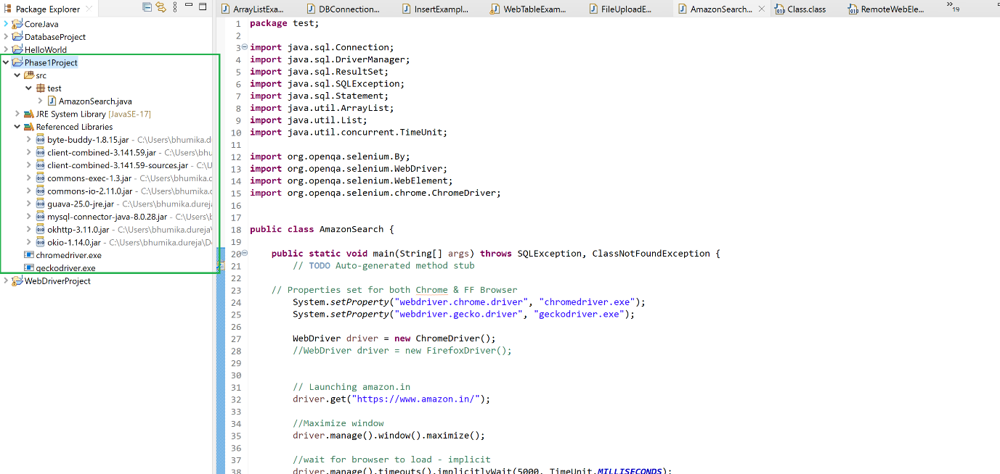 Package Explorer
CoreJava
DatabaseProject
HelloWorld
Phase1Project
src
test
AmazonSearch.java
JRE System Library [JavaSE-17]
Referenced Libraries
byte-buddy-1.8.15.jar - C:\Users\bhumika.d
client-combined-3.141.59.jar - C:\Users\bhu
client-combined-3.141.59-sources.jar - C:\U
commons-exec-1.3.jar - C:\Users\bhumika.d
commons-io-2.11.0.jar - C:\Users\bhumika.
guava-25.0-jre.jar - C:\Users\bhumika.dureja
mysql-connector-java-8.0.28.jar - C:\Users\b
okhttp-3.11.0.jar - C:\Users\bhumika.dureja\
okio-1.14.0.jar - C:\Users\bhumika.dureja\D
chromedriver.exe
geckodriver.exe
WebDriverProject
ArrayListExa... DBConnection... InsertExampl... WebTableExam... FileUploadE... AmazonSearch... Class.class RemoteWebEle... »19
1 package test;
2
3 import java.sql.Connection;
4 import java.sql.DriverManager;
5 import java.sql.ResultSet;
6 import java.sql.SQLException;
7 import java.sql.Statement;
8 import java.util.ArrayList;
9 import java.util.List;
10 import java.util.concurrent.TimeUnit;
11
12 import org.openqa.selenium.By;
13 import org.openqa.selenium.WebDriver;
14 import org.openqa.selenium.WebElement;
15 import org.openqa.selenium.chrome.ChromeDriver;
16
17
18 public class AmazonSearch {
19
20 public static void main(String[] args) throws SQLException, ClassNotFoundException {
21 // TODO Auto-generated method stub
22
23 // Properties set for both Chrome & FF Browser
24 System.setProperty("webdriver.chrome.driver", "chromedriver.exe");
25 System.setProperty("webdriver.gecko.driver", "geckodriver.exe");
26
27 WebDriver driver = new ChromeDriver();
28 //WebDriver driver = new FirefoxDriver();
29
30
31 // Launching amazon.in
32 driver.get("https://www.amazon.in/");
33
34 //Maximize window
35 driver.manage().window().maximize();
36
37 //wait for browser to load - implicit
38 driver.manage().timeouts().implicitlyWait(5000, TimeUnit.MILLISECONDS);